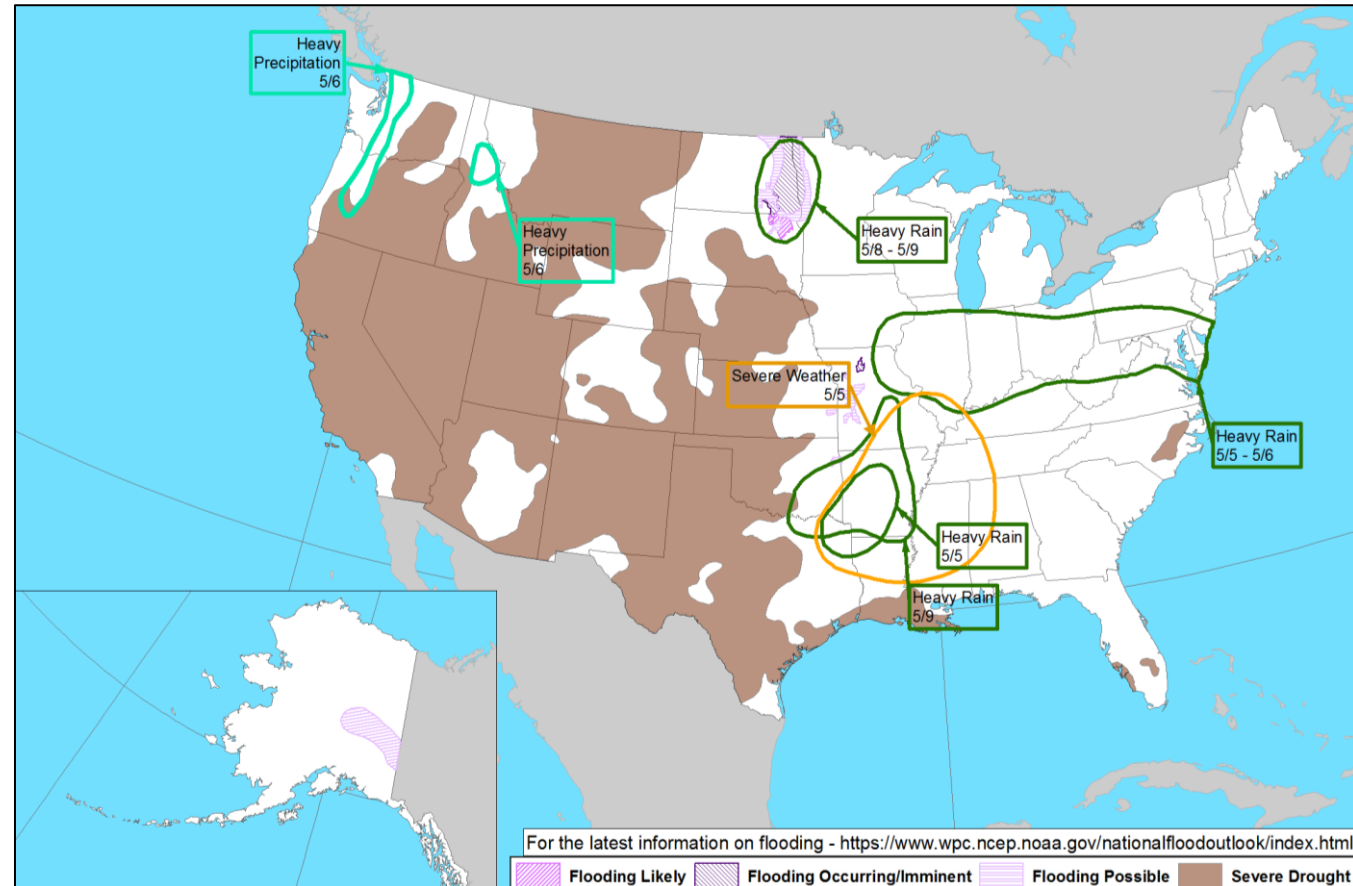 Heavy
Precipitation
5/6
Heavy
Precipitation
5/6
Heavy Rain
5/8 - 5/9
Severe Weather
5/5
Heavy Rain
5/5 - 5/6
Heavy Rain
5/5
Heavy Rain
5/9
For the latest information on flooding - https://www.wpc.ncep.noaa.gov/nationalfloodoutlook/index.html
Flooding Likely Flooding Occurring/Imminent Flooding Possible Severe Drought